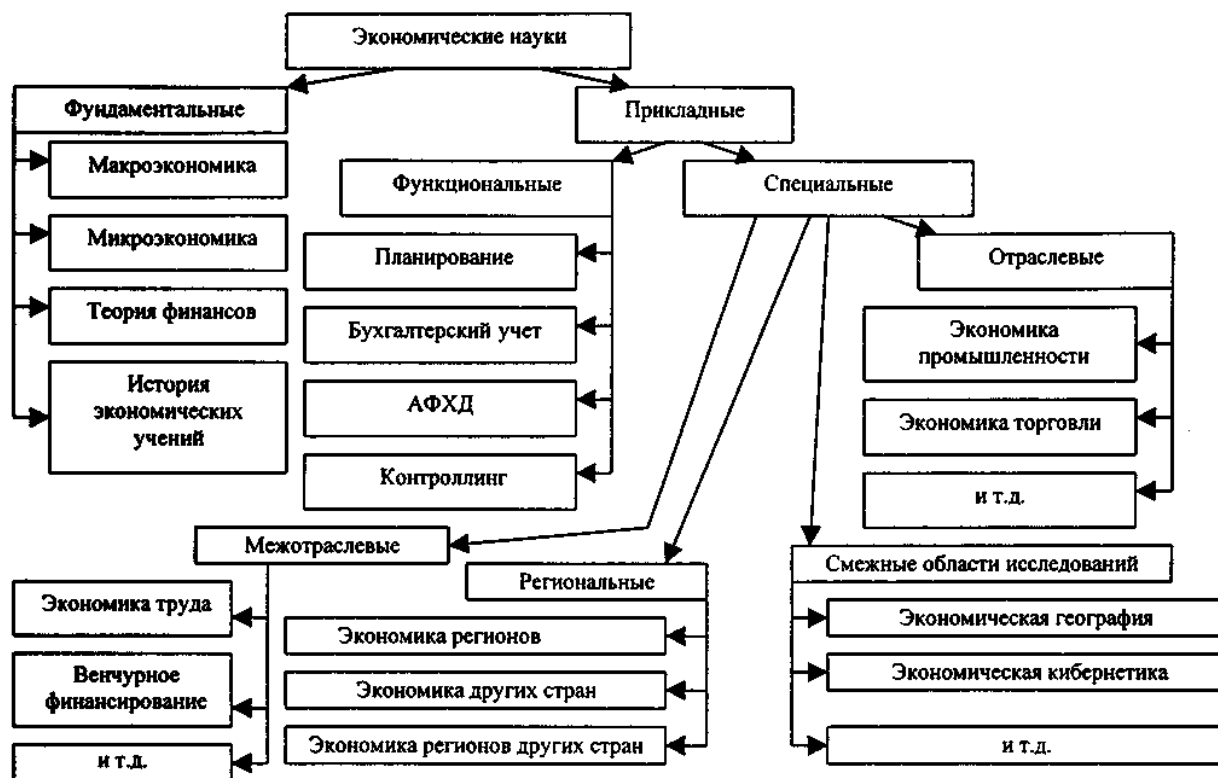 Экономические науки
Фундаментальные
Прикладные
Макроэкономика
Функциональные
Специальные
Микроэкономика
Планирование
Отраслевые
Теория финансов
Бухгалтерский учет
Экономика
промышленности
История
экономических
учений
АФХД
Экономика торговли
Контроллинг
и т.д.
Межотраслевые
Региональные
Смежные области исследований
Экономика труда
Экономика регионов
Экономическая география
Венчурное
финансирование
Экономика других стран
Экономическая кибернетика
и т.д.
Экономика регионов других стран
и т.д.